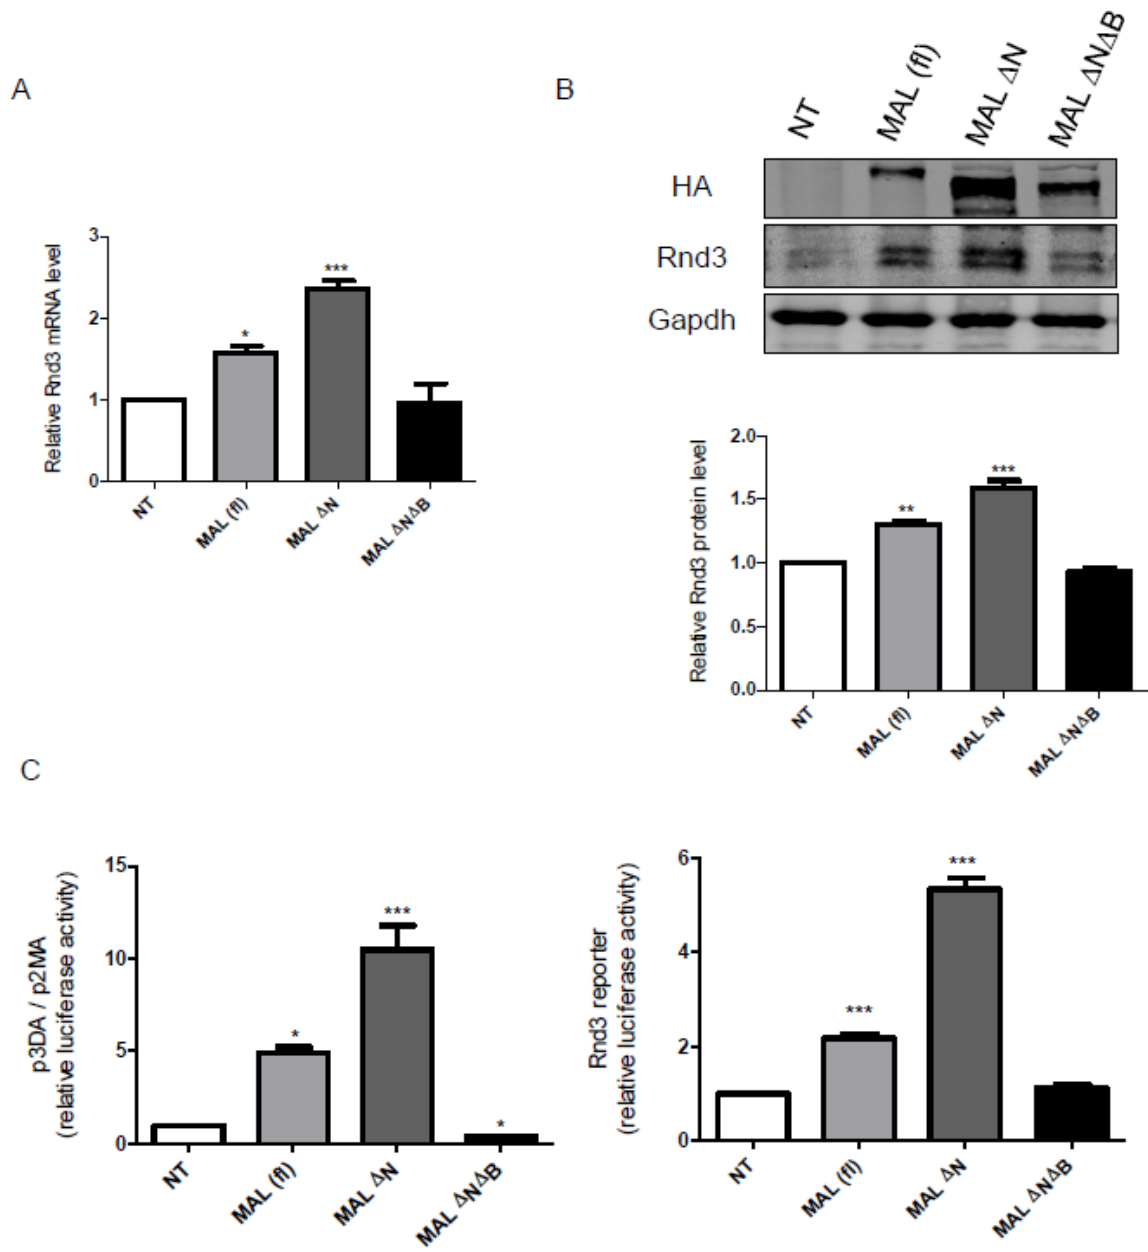 A
Relative Rnd3 mRNA level
3
2
1
0
*
***
NT
MAL (fl)
MAL ΔN
MAL ΔNΔB
B
NT
MAL (fl)
MAL ΔN
MAL ΔNΔB
HA
Rnd3
Gapdh
Relative Rnd3 protein level
2.0
1.5
1.0
0.5
0.0
**
***
NT
MAL (fl)
MAL ΔN
MAL ΔNΔB
C
p3DA / p2MA
(relative luciferase activity)
15
10
5
0
*
***
*
NT
MAL (fl)
MAL ΔN
MAL ΔNΔB
Rnd3 reporter
(relative luciferase activity)
6
4
2
0
***
***
NT
MAL (fl)
MAL ΔN
MAL ΔNΔB